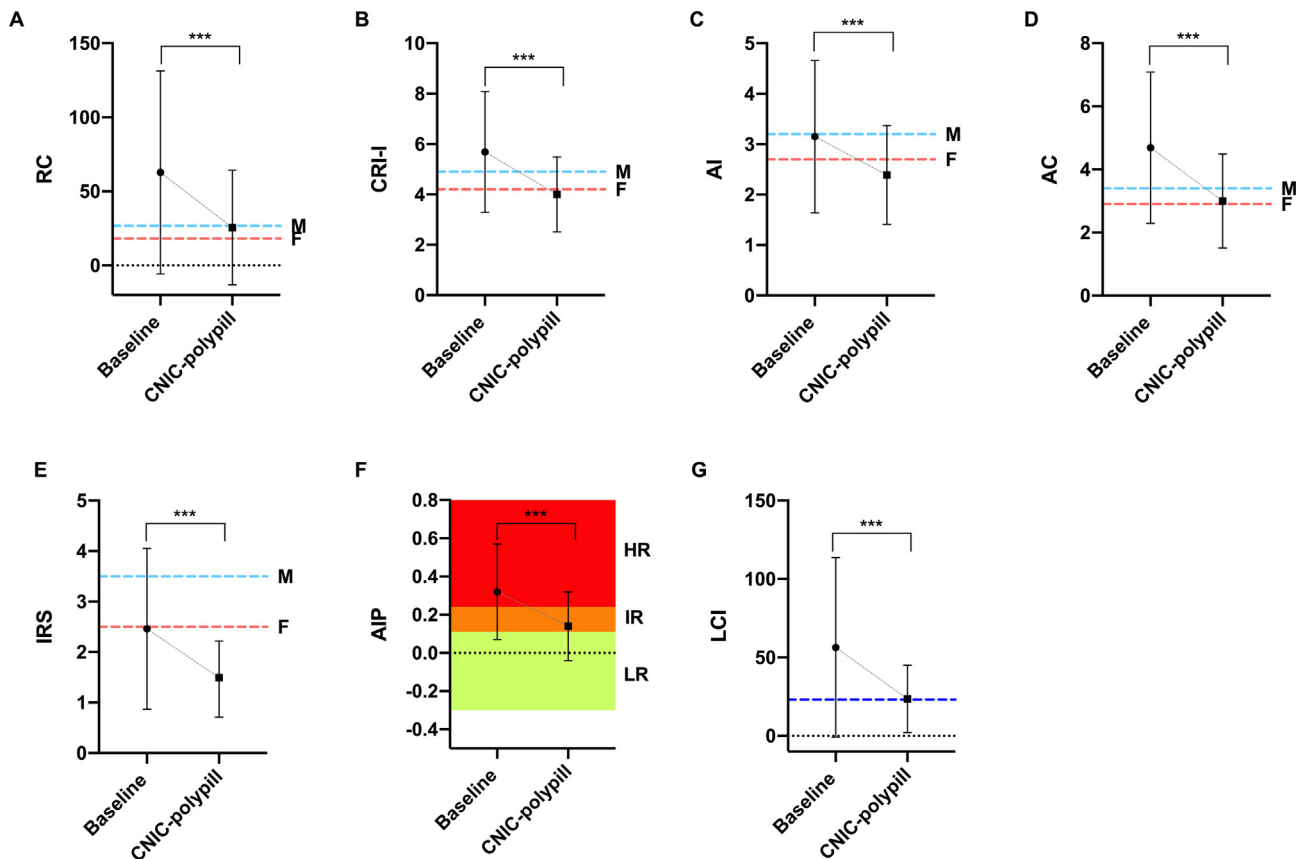 A
RC
150
100
50
0
***
M
F
Baseline
CNIC-polypill
B
CRI-I
10
8
6
4
2
0
***
M
F
Baseline
CNIC-polypill
C
AI
5
4
3
2
1
0
***
M
F
Baseline
CNIC-polypill
D
AC
8
6
4
2
0
***
M
F
Baseline
CNIC-polypill
E
IRS
5
4
3
2
1
0
***
M
F
Baseline
CNIC-polypill
F
AIP
0.8
0.6
0.4
0.2
0.0
-0.2
-0.4
***
HR
IR
LR
Baseline
CNIC-polypill
G
LCI
150
100
50
0
***
Baseline
CNIC-polypill